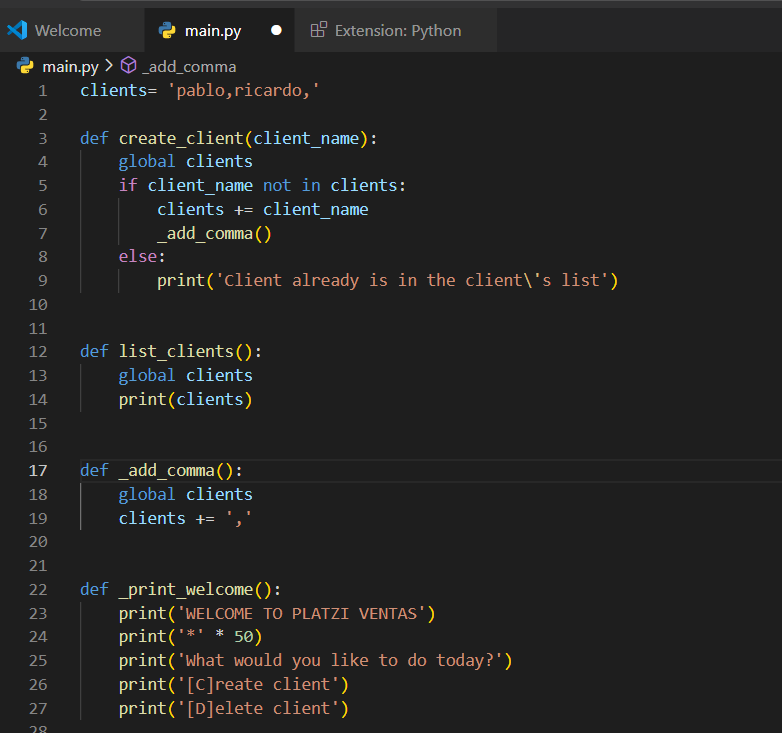 Welcome main.py Extension: Python
main.py > _add_comma
1 clients= 'pablo,ricardo,'
2
3 def create_client(client_name):
4     global clients
5     if client_name not in clients:
6         clients += client_name
7         _add_comma()
8     else:
9         print('Client already is in the client\'s list')
10
11
12 def list_clients():
13     global clients
14     print(clients)
15
16
17 def _add_comma():
18     global clients
19     clients += ','
20
21
22 def _print_welcome():
23     print('WELCOME TO PLATZI VENTAS')
24     print('*' * 50)
25     print('What would you like to do today?')
26     print('[C]reate client')
27     print('[D]elete client')
28